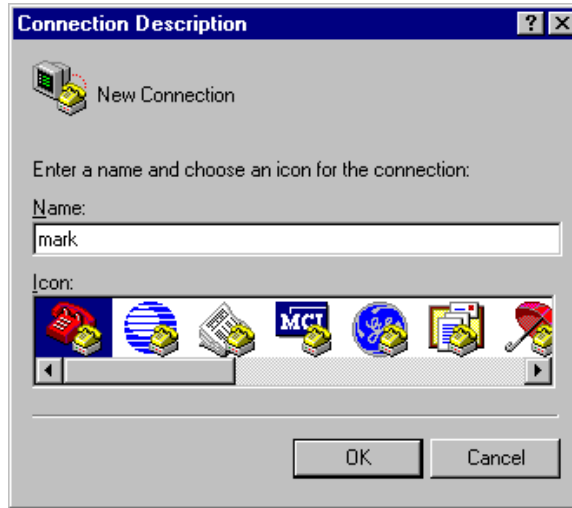 Connection Description
New Connection
Enter a name and choose an icon for the connection:
Name:
mark
Icon:
MCI
OK Cancel